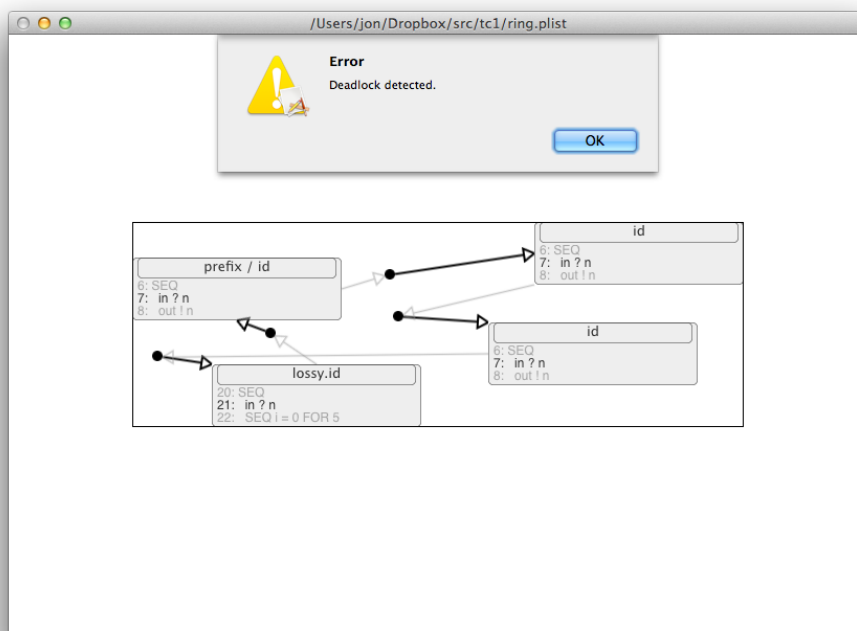 /Users/jon/Dropbox/src/tc1/ring.plist
Error
Deadlock detected.
OK
id
6: SEQ
7: in ? n
8: out ! n
prefix / id
6: SEQ
7: in ? n
8: out ! n
id
6: SEQ
7: in ? n
8: out ! n
lossy.id
20: SEQ
21: in ? n
22: SEQ i = 0 FOR 5